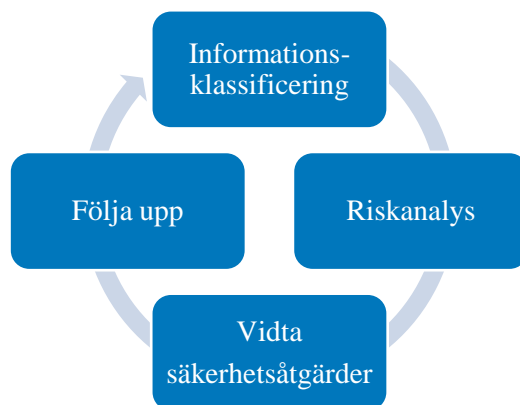 Informations-
klassificering
Riskanalys
Vidta
säkerhetsåtgärder
Följa upp